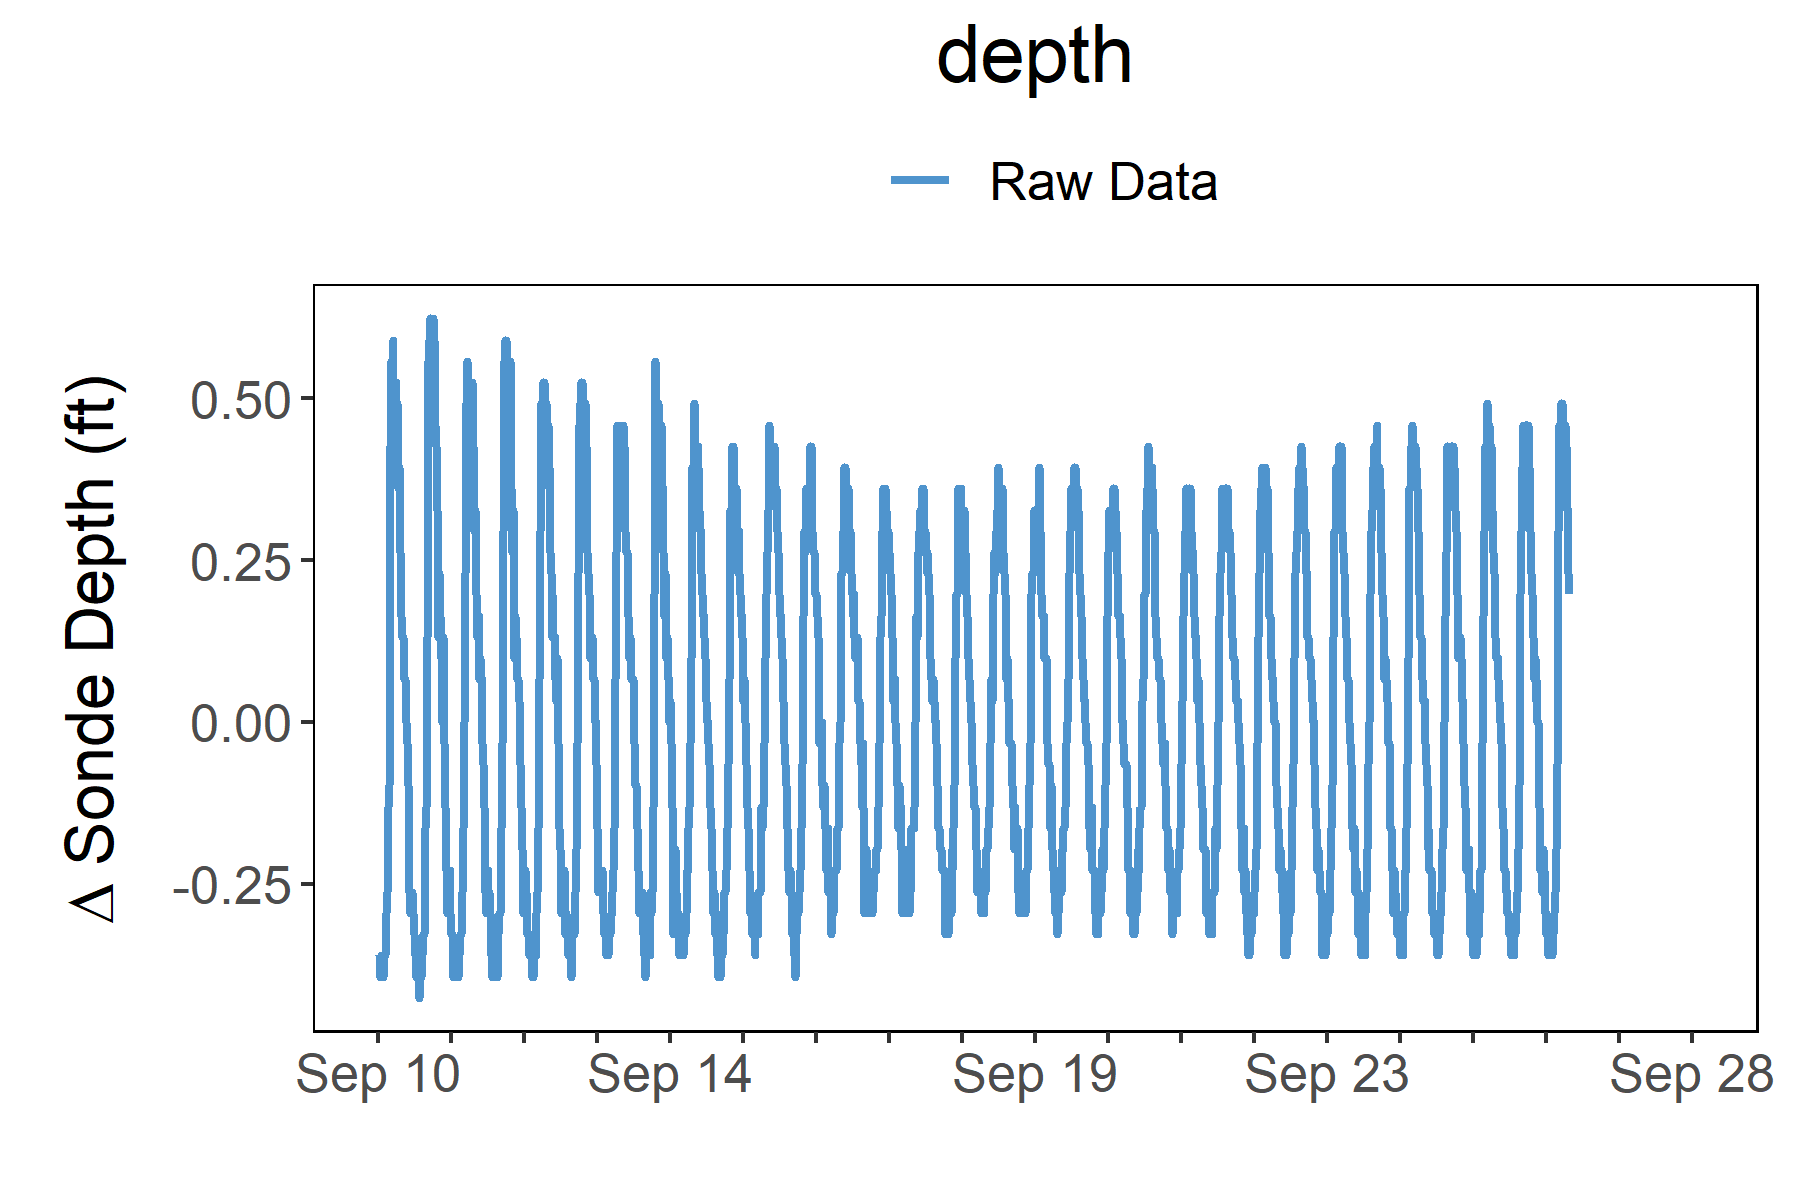 depth
Raw Data
Δ Sonde Depth (ft)
0.50
0.25
0.00
-0.25
Sep 10 Sep 14 Sep 19 Sep 23 Sep 28